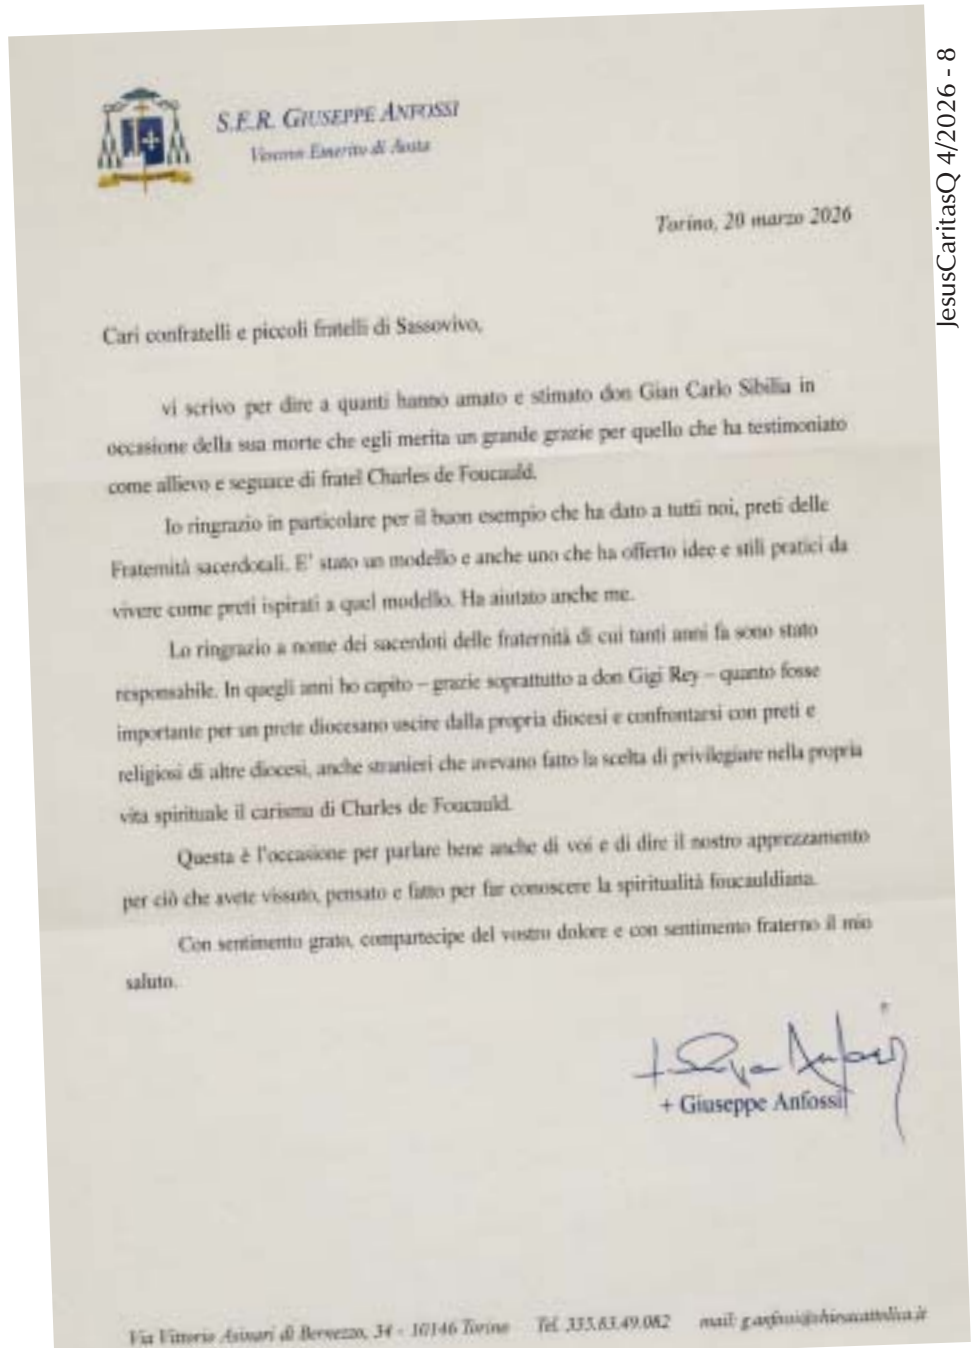 S.E.R. GIUSEPPE ANFOSSI
Vescovo Emerito di Aosta
Torino, 20 marzo 2026
Cari confratelli e piccoli fratelli di Sassovivo,
vi scrivo per dire a quanti hanno amato e stimato don Gian Carlo Sibilia in
occasione della sua morte che egli merita un grande grazie per quello che ha testimoniato
come allievo e seguace di fratel Charles de Foucauld.
Io ringrazio in particolare per il buon esempio che ha dato a tutti noi, preti delle
Fraternità sacerdotali. E' stato un modello e anche uno che ha offerto idee e stili pratici da
vivere come preti ispirati a quel modello. Ha aiutato anche me.
Lo ringrazio a nome dei sacerdoti delle fraternità di cui tanti anni fa sono stato
responsabile. In quegli anni ho capito – grazie soprattutto a don Gigi Rey – quanto fosse
importante per un prete diocesano uscire dalla propria diocesi e confrontarsi con preti e
religiosi di altre diocesi, anche stranieri che avevano fatto la scelta di privilegiare nella propria
vita spirituale il carisma di Charles de Foucauld.
Questa è l'occasione per parlare bene anche di voi e di dire il nostro apprezzamento
per ciò che avete vissuto, pensato e fatto per far conoscere la spiritualità foucauldiana.
Con sentimento grato, compartecipe del vostro dolore e con sentimento fraterno il mio
saluto.
+ Giuseppe Anfossi
Via Vittorio Asinari di Bernezzo, 34 - 10146 Torino Tel. 335.83.49.082 mail: g.anfossi@chiesacattolica.it
JesusCaritasQ 4/2026 - 8